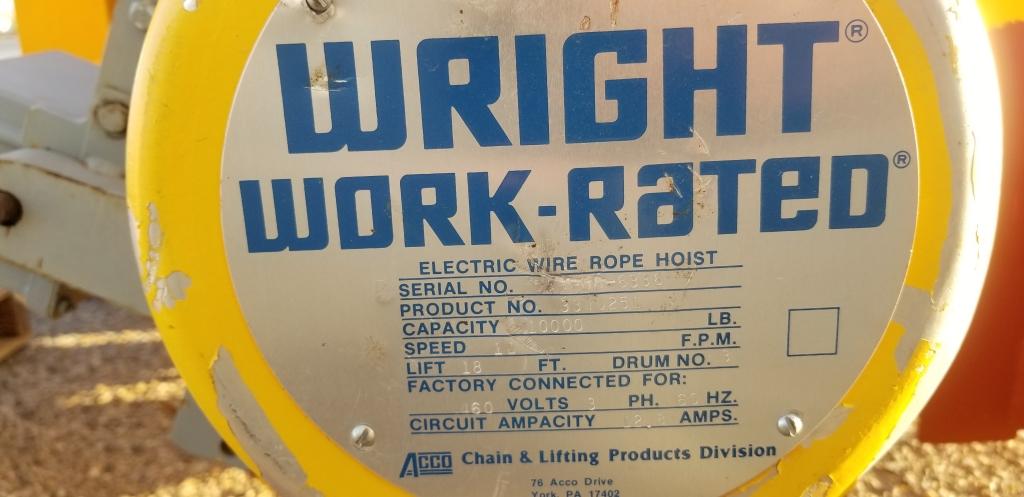 WRIGHT®
WORK-RATED®
ELECTRIC WIRE ROPE HOIST
SERIAL NO.
PRODUCT NO.
CAPACITY 10000 LB.
SPEED F.P.M.
LIFT 18 FT. DRUM NO.
FACTORY CONNECTED FOR:
460 VOLTS 3 PH. 60 HZ.
CIRCUIT AMPACITY AMPS.
ACCO Chain & Lifting Products Division
76 Acco Drive
York, PA 17402